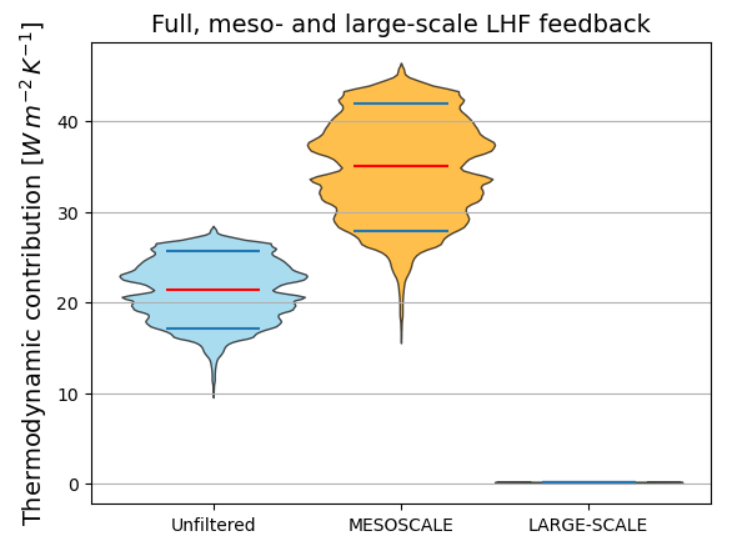 Full, meso- and large-scale LHF feedback
Thermodynamic contribution [W m⁻² K⁻¹]
40
30
20
10
0
Unfiltered MESOSCALE LARGE-SCALE